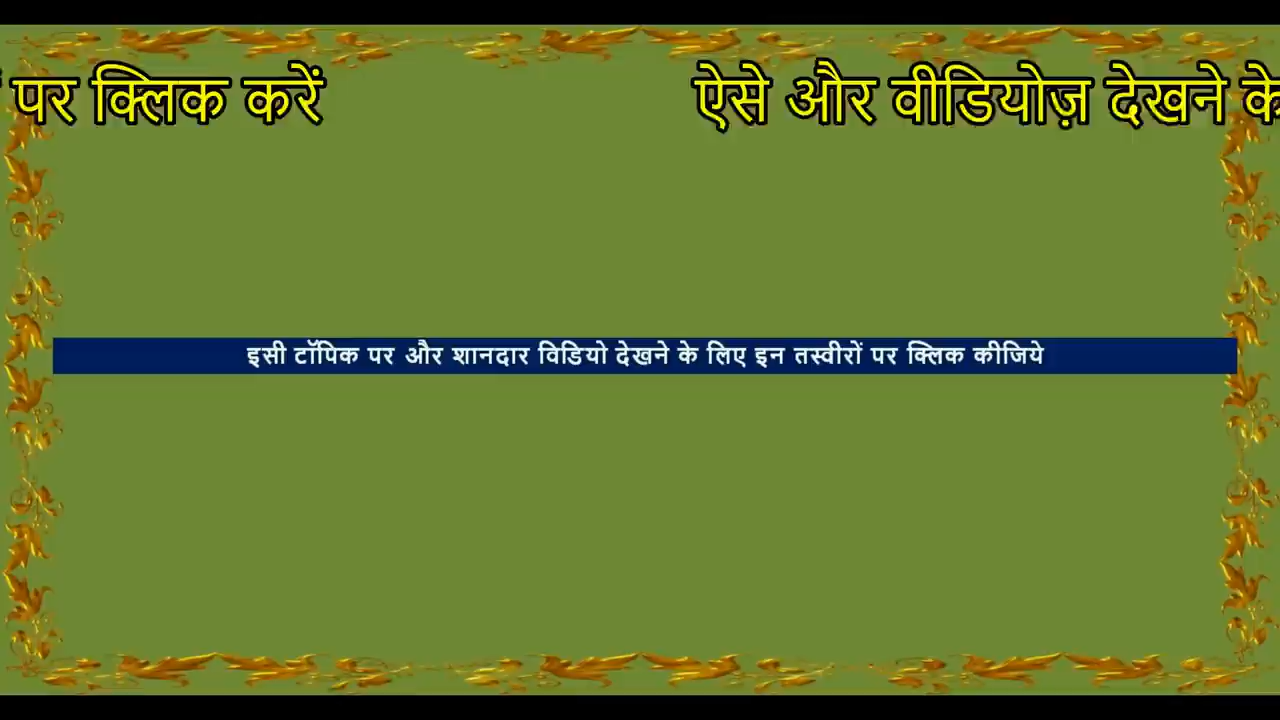 पर क्लिक करें ऐसे और वीडियोज़ देखने के
इसी टॉपिक पर और शानदार विडियो देखने के लिए इन तस्वीरों पर क्लिक कीजिये